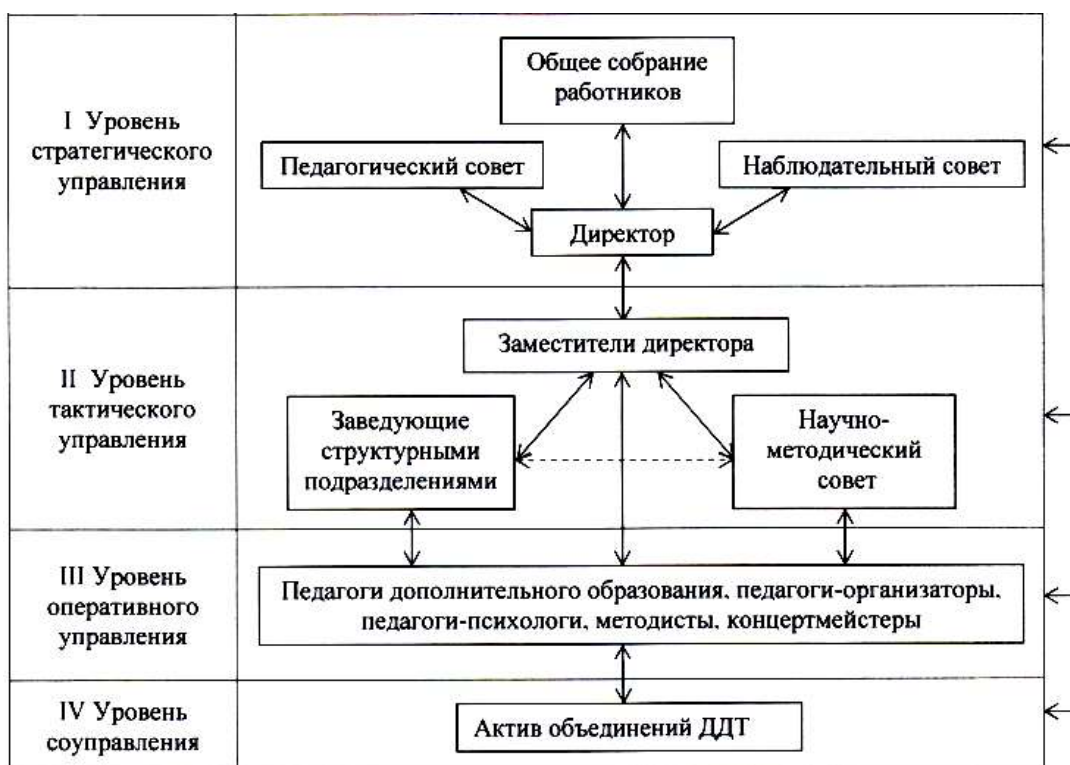 I Уровень
стратегического
управления
Общее собрание
работников
Педагогический совет
Наблюдательный совет
Директор
II Уровень
тактического
управления
Заместители директора
Заведующие
структурными
подразделениями
Научно-
методический
совет
III Уровень
оперативного
управления
Педагоги дополнительного образования, педагоги-организаторы,
педагоги-психологи, методисты, концертмейстеры
IV Уровень
соуправления
Актив объединений ДДТ